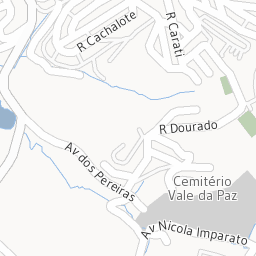 R Cachalote
R Carati
R Dourado
Av dos Pereiras
Cemitério
Vale da Paz
Av Nicola Imparato